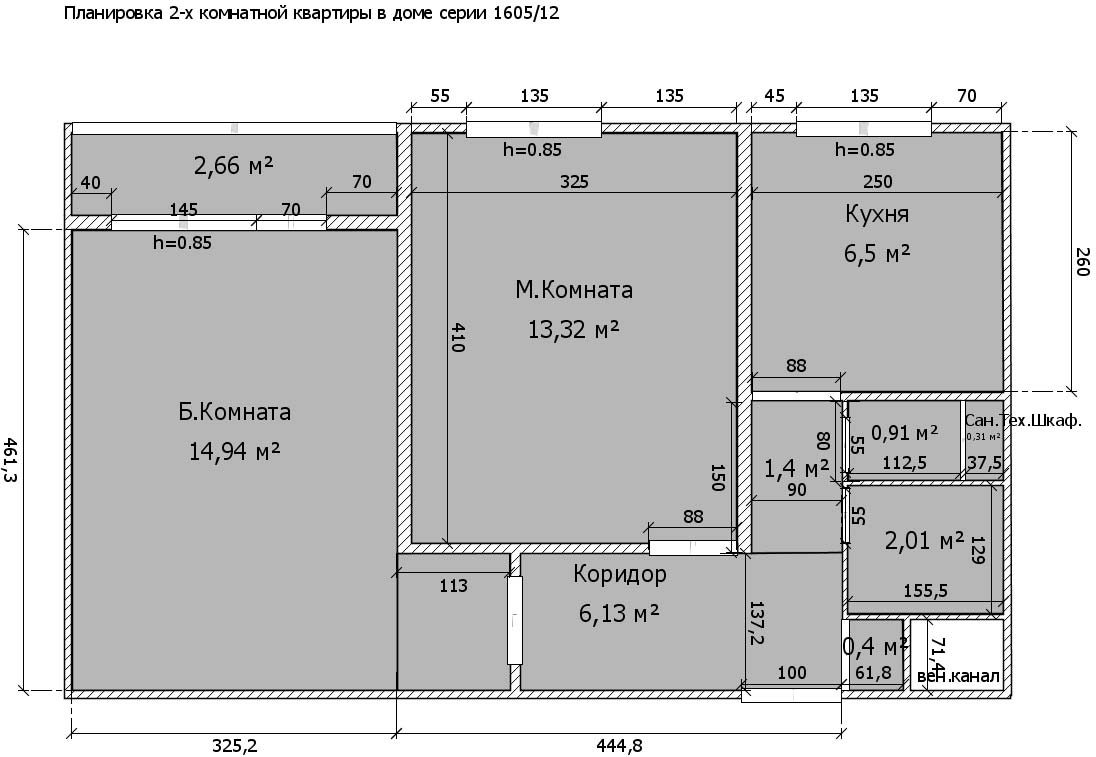 Планировка 2-х комнатной квартиры в доме серии 1605/12
55 135 135 45 135 70
h=0.85 h=0.85
2,66 м²
40 70
325 250
145 70
h=0.85
Кухня
6,5 м²
260
М.Комната
13,32 м²
410
88
Б.Комната
14,94 м²
461,3
Сан.Тех.Шкаф.
0,31 м²
0,91 м²
80 55
112,5 37,5
1,4 м²
150
90
88
55
2,01 м²
129
155,5
113
Коридор
6,13 м²
137,2
0,4 м²
71,4
100 61,8
вен.канал
325,2 444,8